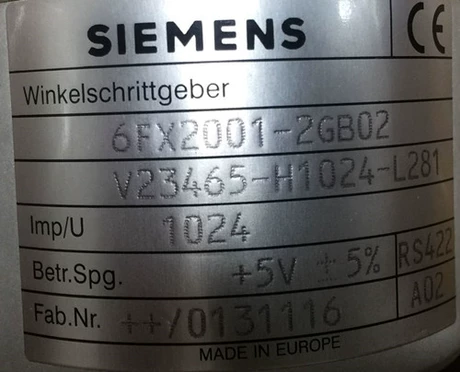 SIEMENS CE
Winkelschrittgeber
6FX2001-2GB02
V23465-H1024-L281
Imp/U 1024
Betr.Spg. +5V ±5% RS422
Fab.Nr. ++/0131116 A02
MADE IN EUROPE